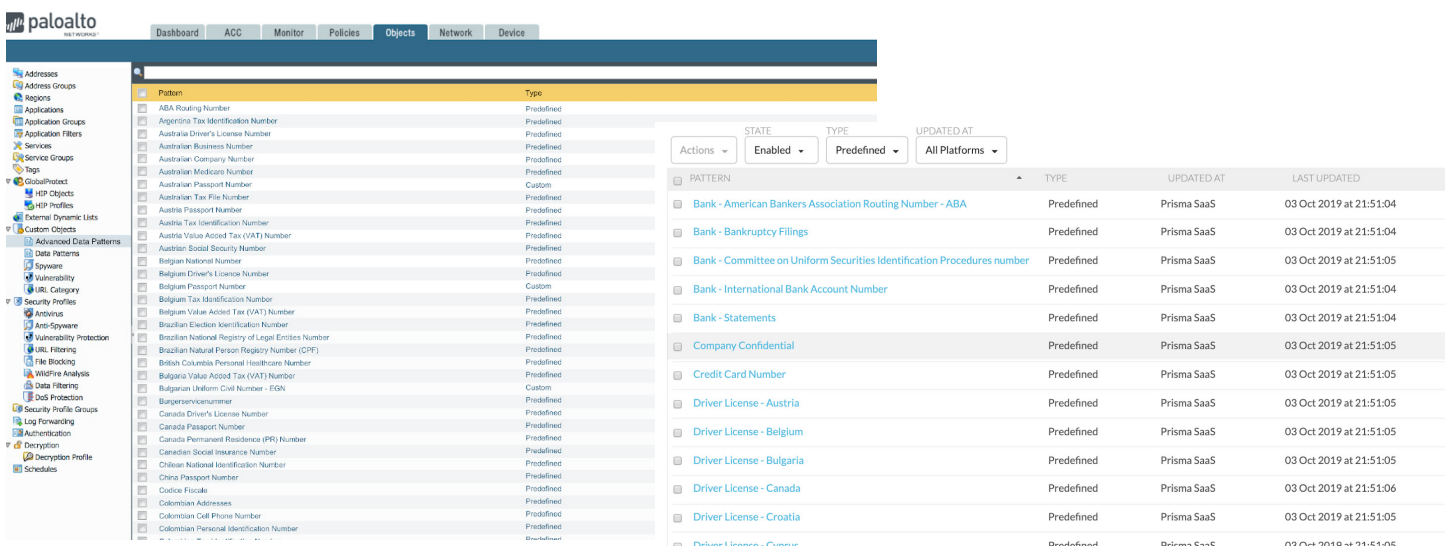 paloalto
NETWORKS
Dashboard ACC Monitor Policies Objects Network Device
Addresses
Address Groups
Regions
Applications
Application Groups
Application Filters
Services
Service Groups
Tags
GlobalProtect
HIP Objects
HIP Profiles
External Dynamic Lists
Custom Objects
Advanced Data Patterns
Data Patterns
Spyware
Vulnerability
URL Category
Security Profiles
Antivirus
Anti-Spyware
Vulnerability Protection
URL Filtering
File Blocking
WildFire Analysis
Data Filtering
DoS Protection
Security Profile Groups
Log Forwarding
Authentication
Decryption
Decryption Profile
Schedules
Pattern Type
ABA Routing Number Predefined
Argentina Tax Identification Number Predefined
Australia Driver's License Number Predefined
Australian Business Number Predefined
Australian Company Number Predefined
Australian Medicare Number Predefined
Australian Passport Number Custom
Australian Tax File Number Predefined
Austria Passport Number Predefined
Austria Tax Identification Number Predefined
Austria Value Added Tax (VAT) Number Predefined
Austrian Social Security Number Predefined
Belgian National Number Predefined
Belgium Driver's Licence Number Predefined
Belgium Passport Number Custom
Belgium Tax Identification Number Predefined
Belgium Value Added Tax (VAT) Number Predefined
Brazilian Election Identification Number Predefined
Brazilian National Registry of Legal Entities Number Predefined
Brazilian Natural Person Registry Number (CPF) Predefined
British Columbia Personal Healthcare Number Predefined
Bulgaria Value Added Tax (VAT) Number Predefined
Bulgarian Uniform Civil Number - EGN Custom
Burgerservicenummer Predefined
Canada Driver's License Number Predefined
Canada Passport Number Predefined
Canada Permanent Residence (PR) Number Predefined
Canadian Social Insurance Number Predefined
Chilean National Identification Number Predefined
China Passport Number Predefined
Codice Fiscale Predefined
Colombian Addresses Predefined
Colombian Cell Phone Number Predefined
Colombian Personal Identification Number Predefined
STATE TYPE UPDATED AT
Actions Enabled Predefined All Platforms
PATTERN TYPE UPDATED AT LAST UPDATED
Bank - American Bankers Association Routing Number - ABA Predefined Prisma SaaS 03 Oct 2019 at 21:51:04
Bank - Bankruptcy Filings Predefined Prisma SaaS 03 Oct 2019 at 21:51:04
Bank - Committee on Uniform Securities Identification Procedures number Predefined Prisma SaaS 03 Oct 2019 at 21:51:05
Bank - International Bank Account Number Predefined Prisma SaaS 03 Oct 2019 at 21:51:04
Bank - Statements Predefined Prisma SaaS 03 Oct 2019 at 21:51:04
Company Confidential Predefined Prisma SaaS 03 Oct 2019 at 21:51:05
Credit Card Number Predefined Prisma SaaS 03 Oct 2019 at 21:51:05
Driver License - Austria Predefined Prisma SaaS 03 Oct 2019 at 21:51:05
Driver License - Belgium Predefined Prisma SaaS 03 Oct 2019 at 21:51:05
Driver License - Bulgaria Predefined Prisma SaaS 03 Oct 2019 at 21:51:05
Driver License - Canada Predefined Prisma SaaS 03 Oct 2019 at 21:51:06
Driver License - Croatia Predefined Prisma SaaS 03 Oct 2019 at 21:51:05
Driver License - Cyprus Predefined Prisma SaaS 03 Oct 2019 at 21:51:05